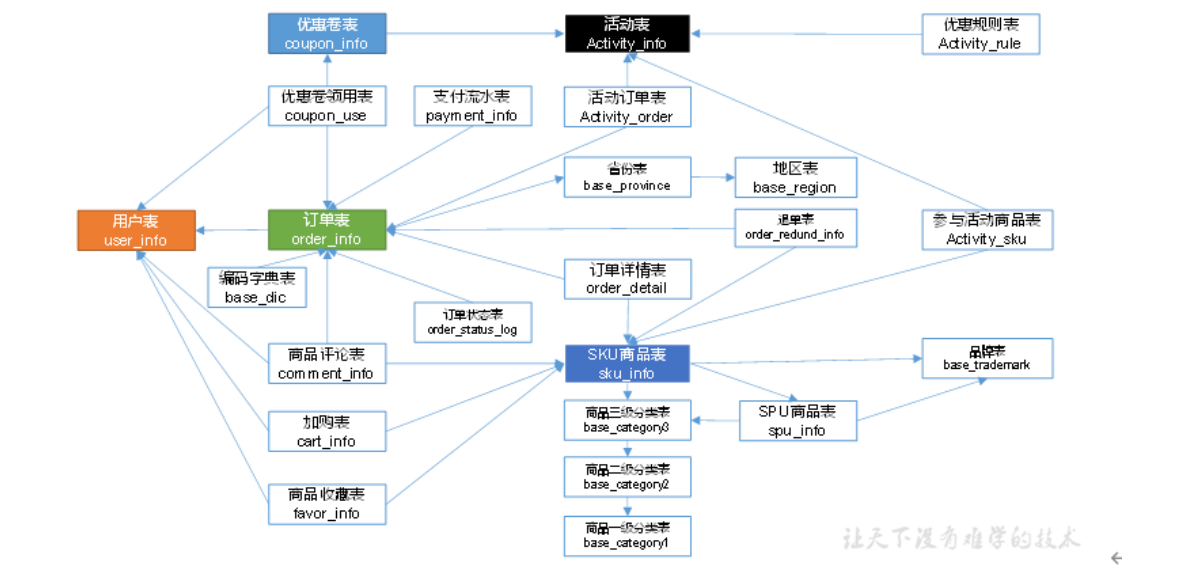 优惠卷表
coupon_info
活动表
Activity_info
优惠规则表
Activity_rule
优惠卷领用表
coupon_use
支付流水表
payment_info
活动订单表
Activity_order
省份表
base_province
地区表
base_region
用户表
user_info
订单表
order_info
退单表
order_redund_info
参与活动商品表
Activity_sku
编码字典表
base_dic
订单详情表
order_detail
订单状态表
order_status_log
商品评论表
comment_info
SKU商品表
sku_info
品牌表
base_trademark
加购表
cart_info
商品三级分类表
base_category3
SPU商品表
spu_info
商品二级分类表
base_category2
商品收藏表
favor_info
商品一级分类表
base_category1
让天下没有难学的技术